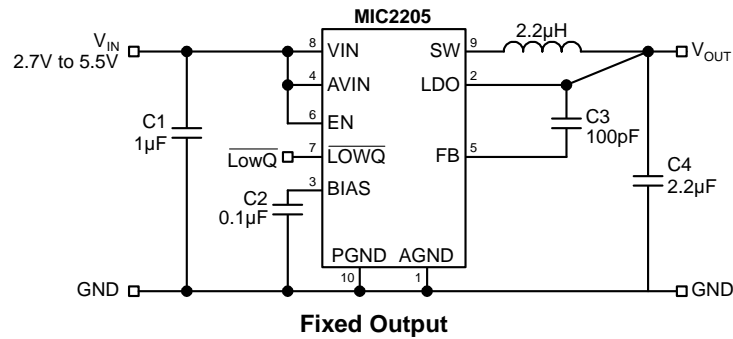 MIC2205
V_IN
2.7V to 5.5V
8 VIN
SW 9
2.2µH
V_OUT
4 AVIN
LDO 2
6 EN
C1
1µF
C3
100pF
LowQ
7 LOWQ
FB 5
3 BIAS
C2
0.1µF
C4
2.2µF
PGND AGND
10 1
GND
GND
Fixed Output